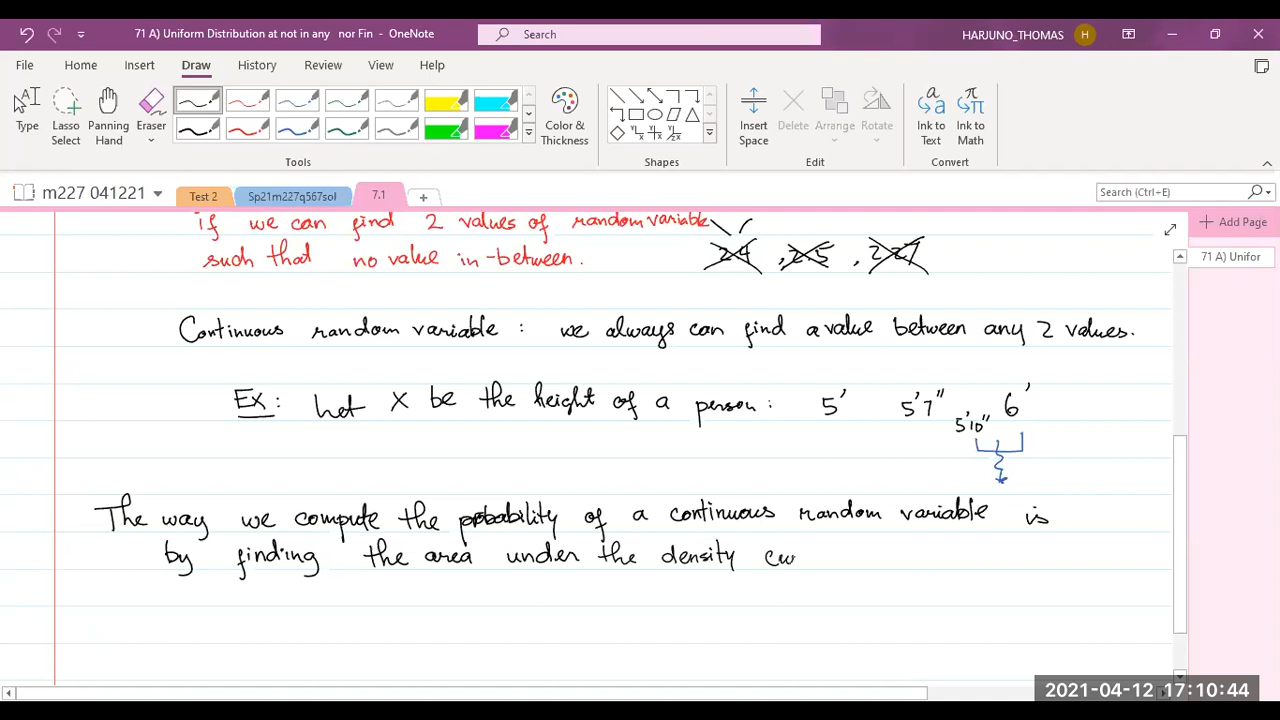 71 A) Uniform Distribution at not in any nor Fin - OneNote
Search
HARJUNO_THOMAS
H
File Home Insert Draw History Review View Help
Type
Lasso Select
Panning Hand
Eraser
Color & Thickness
Insert Space
Delete
Arrange
Rotate
Ink to Text
Ink to Math
Tools
Shapes
Edit
Convert
m227 041221
Test 2
Sp21m227q567sol
7.1
Search (Ctrl+E)
Add Page
71 A) Unifor
if we can find 2 values of random variable
such that no value in-between. 2.4 , 2.5 , 2.27
Continuous random variable : we always can find a value between any 2 values.
EX: Let X be the height of a person: 5' 5'7" 5'10" 6'
The way we compute the probability of a continuous random variable is
by finding the area under the density cu
2021-04-12 17:10:44